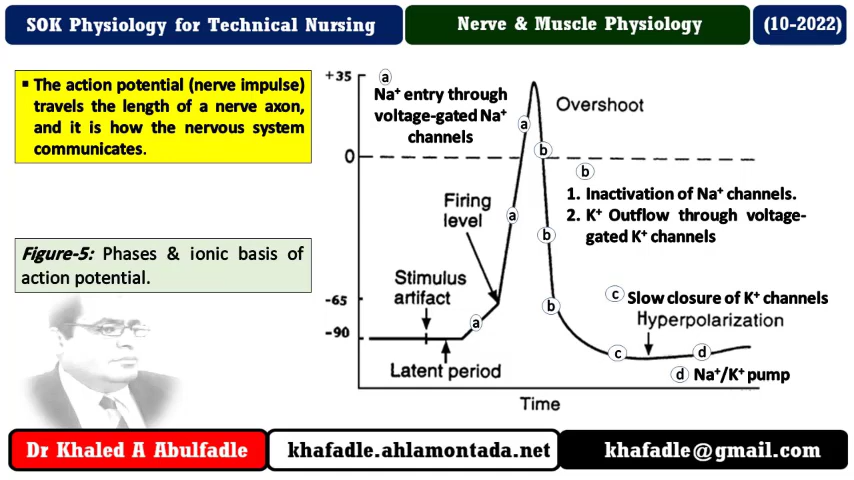 SOK Physiology for Technical Nursing
Nerve & Muscle Physiology
(10-2022)
▪ The action potential (nerve impulse)
travels the length of a nerve axon,
and it is how the nervous system
communicates.
Figure-5: Phases & ionic basis of
action potential.
+35
0
-65
-90
a
Na⁺ entry through
voltage-gated Na⁺
channels
Overshoot
a
b
b
1. Inactivation of Na⁺ channels.
2. K⁺ Outflow through voltage-
gated K⁺ channels
Firing
level
a
b
Stimulus
artifact
a
b
c Slow closure of K⁺ channels
Hyperpolarization
c
d
Latent period
d Na⁺/K⁺ pump
Time
Dr Khaled A Abulfadle
khafadle.ahlamontada.net
khafadle@gmail.com